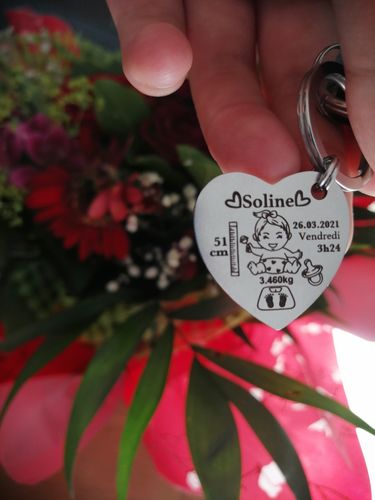 Soline
26.03.2021
Vendredi
3h24
51
cm
3.460kg